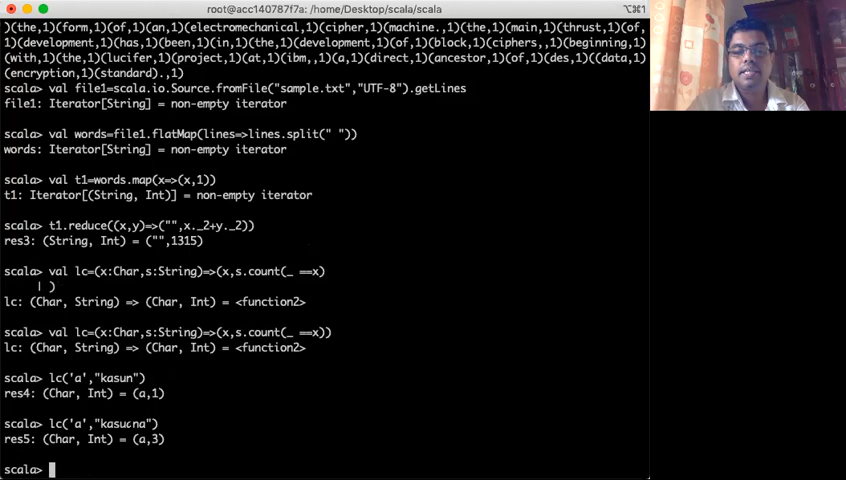 root@acc140787f7a: /home/Desktop/scala/scala
⌥⌘1
)(the,1)(form,1)(of,1)(an,1)(electromechanical,1)(cipher,1)(machine.,1)(the,1)(main,1)(thrust,1)(of,
1)(development,1)(has,1)(been,1)(in,1)(the,1)(development,1)(of,1)(block,1)(ciphers,,1)(beginning,1)
(with,1)(the,1)(lucifer,1)(project,1)(at,1)(ibm,,1)(a,1)(direct,1)(ancestor,1)(of,1)(des,1)((data,1)
(encryption,1)(standard).,1)
scala> val file1=scala.io.Source.fromFile("sample.txt","UTF-8").getLines
file1: Iterator[String] = non-empty iterator
scala> val words=file1.flatMap(lines=>lines.split(" "))
words: Iterator[String] = non-empty iterator
scala> val t1=words.map(x=>(x,1))
t1: Iterator[(String, Int)] = non-empty iterator
scala> t1.reduce((x,y)=>("",x._2+y._2))
res3: (String, Int) = ("",1315)
scala> val lc=(x:Char,s:String)=>(x,s.count(_ ==x)
| )
lc: (Char, String) => (Char, Int) = <function2>
scala> val lc=(x:Char,s:String)=>(x,s.count(_ ==x))
lc: (Char, String) => (Char, Int) = <function2>
scala> lc('a',"kasun")
res4: (Char, Int) = (a,1)
scala> lc('a',"kasuana")
res5: (Char, Int) = (a,3)
scala>